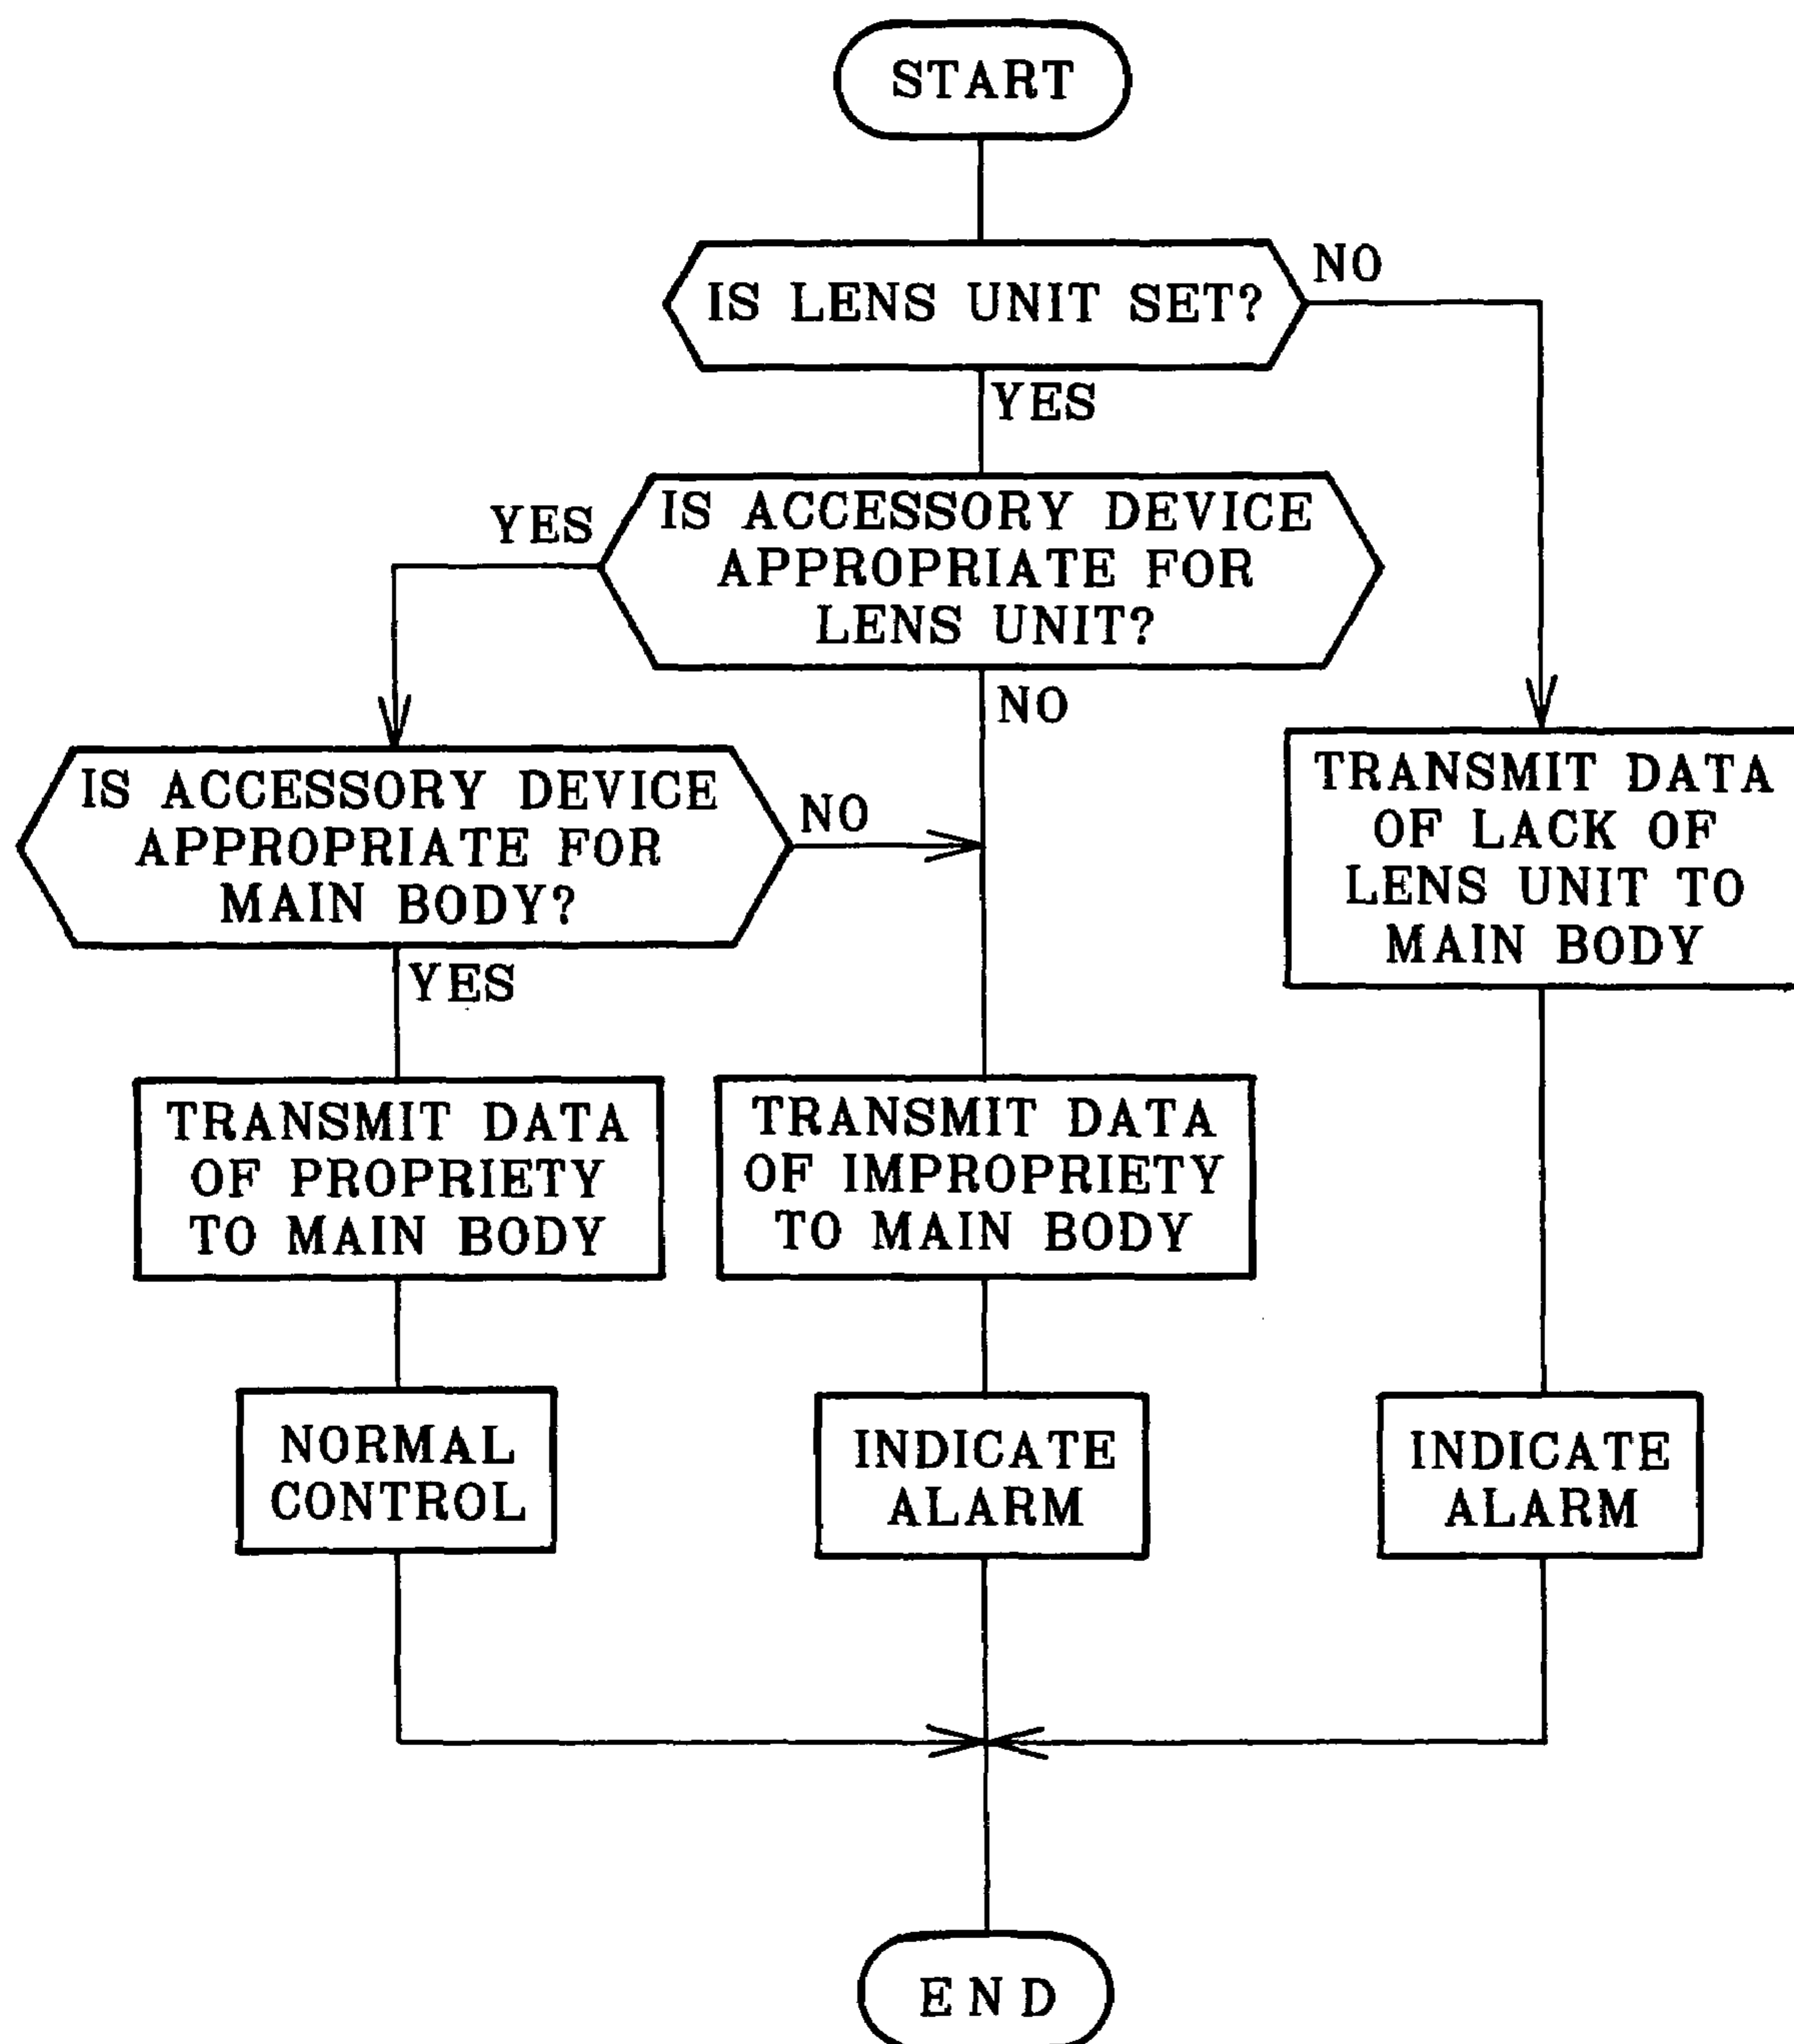 START
IS LENS UNIT SET?
NO
YES
IS ACCESSORY DEVICE
APPROPRIATE FOR
LENS UNIT?
YES
NO
IS ACCESSORY DEVICE
APPROPRIATE FOR
MAIN BODY?
NO
YES
TRANSMIT DATA
OF LACK OF
LENS UNIT TO
MAIN BODY
TRANSMIT DATA
OF PROPRIETY
TO MAIN BODY
TRANSMIT DATA
OF IMPROPRIETY
TO MAIN BODY
NORMAL
CONTROL
INDICATE
ALARM
INDICATE
ALARM
END